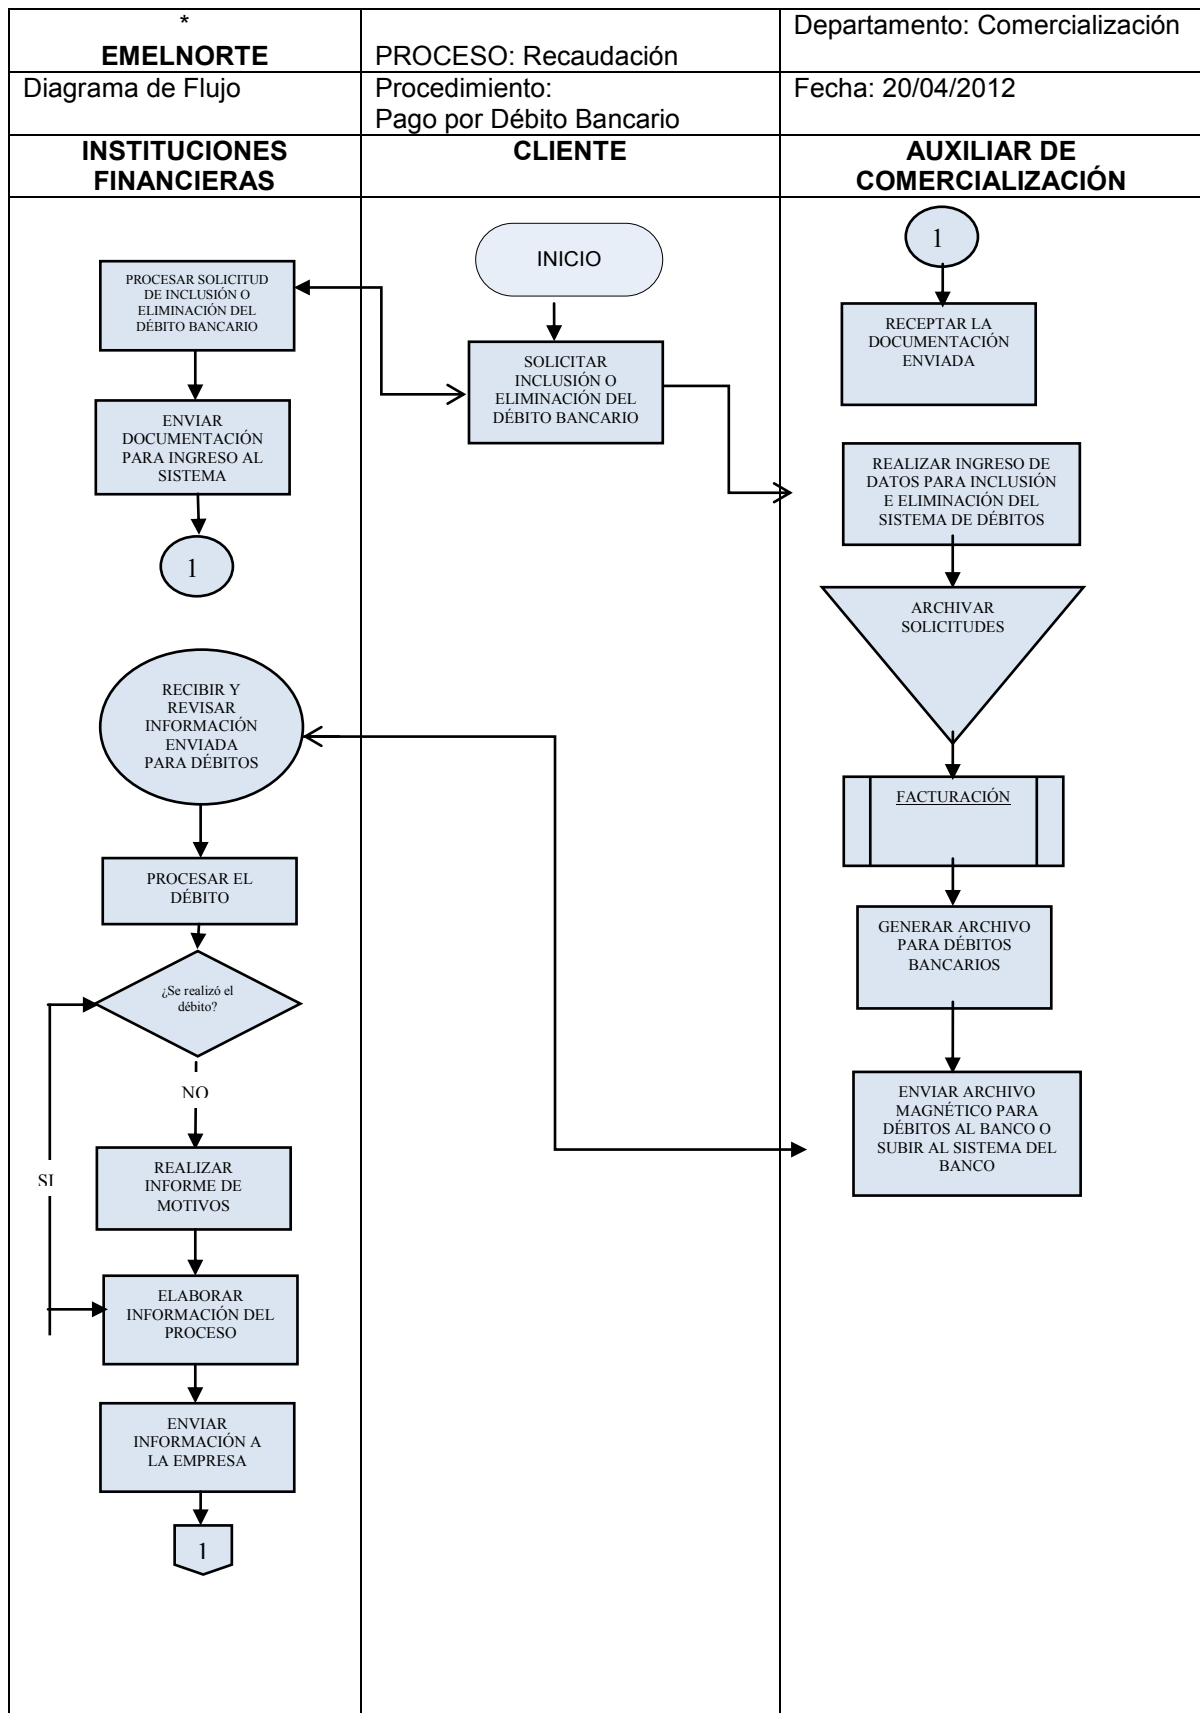 *
EMELNORTE
PROCESO: Recaudación
Departamento: Comercialización
Diagrama de Flujo
Procedimiento:
Pago por Débito Bancario
Fecha: 20/04/2012
INSTITUCIONES
FINANCIERAS
CLIENTE
AUXILIAR DE
COMERCIALIZACIÓN
PROCESAR SOLICITUD
DE INCLUSIÓN O
ELIMINACIÓN DEL
DÉBITO BANCARIO
ENVIAR
DOCUMENTACIÓN
PARA INGRESO AL
SISTEMA
1
RECIBIR Y
REVISAR
INFORMACIÓN
ENVIADA
PARA DÉBITOS
PROCESAR EL
DÉBITO
¿Se realizó el
débito?
NO
SI
REALIZAR
INFORME DE
MOTIVOS
ELABORAR
INFORMACIÓN DEL
PROCESO
ENVIAR
INFORMACIÓN A
LA EMPRESA
1
INICIO
SOLICITAR
INCLUSIÓN O
ELIMINACIÓN DEL
DÉBITO BANCARIO
1
RECEPTAR LA
DOCUMENTACIÓN
ENVIADA
REALIZAR INGRESO DE
DATOS PARA INCLUSIÓN
E ELIMINACIÓN DEL
SISTEMA DE DÉBITOS
ARCHIVAR
SOLICITUDES
FACTURACIÓN
GENERAR ARCHIVO
PARA DÉBITOS
BANCARIOS
ENVIAR ARCHIVO
MAGNÉTICO PARA
DÉBITOS AL BANCO O
SUBIR AL SISTEMA DEL
BANCO